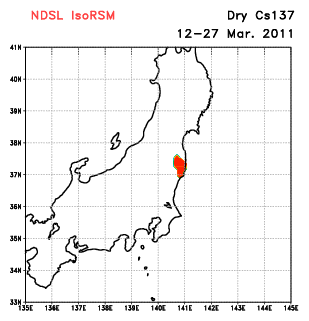 NDSL IsoRSM Dry Cs137
12-27 Mar. 2011
41N
40N
39N
38N
37N
36N
35N
34N
33N
135E 136E 137E 138E 139E 140E 141E 142E 143E 144E 145E